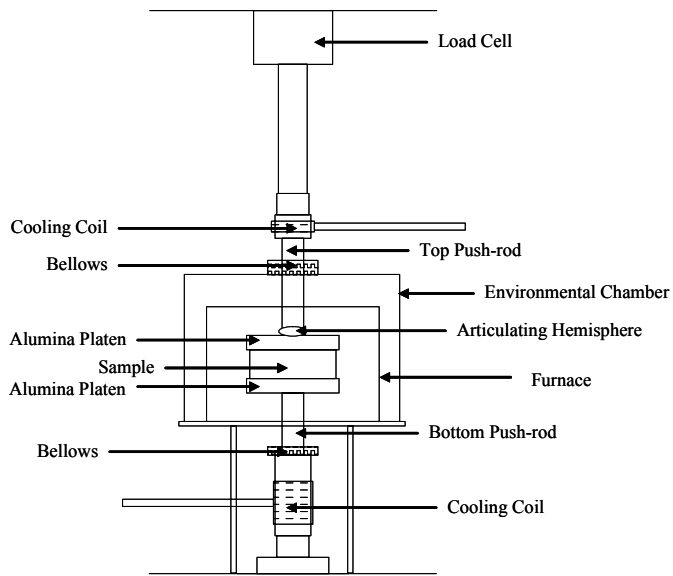 Load Cell
Cooling Coil
Top Push-rod
Bellows
Environmental Chamber
Articulating Hemisphere
Alumina Platen
Sample
Furnace
Alumina Platen
Bottom Push-rod
Bellows
Cooling Coil